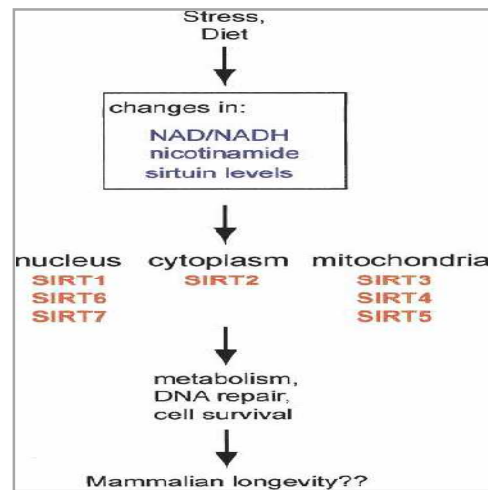 Stress,
Diet
changes in:
NAD/NADH
nicotinamide
sirtuin levels
nucleus cytoplasm mitochondria
SIRT1 SIRT2 SIRT3
SIRT6 SIRT4
SIRT7 SIRT5
metabolism,
DNA repair,
cell survival
Mammalian longevity??